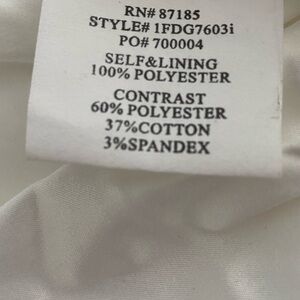 RN# 87185
STYLE# 1FDG7603i
PO# 700004
SELF&LINING
100% POLYESTER
CONTRAST
60% POLYESTER
37%COTTON
3%SPANDEX